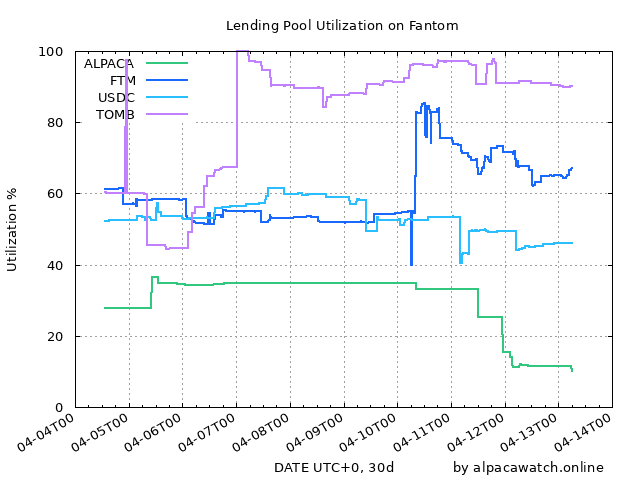 Lending Pool Utilization on Fantom
100
80
60
40
20
0
Utilization %
ALPACA
FTM
USDC
TOMB
04-04T00
04-05T00
04-06T00
04-07T00
04-08T00
04-09T00
04-10T00
04-11T00
04-12T00
04-13T00
04-14T00
DATE UTC+0, 30d
by alpacawatch.online